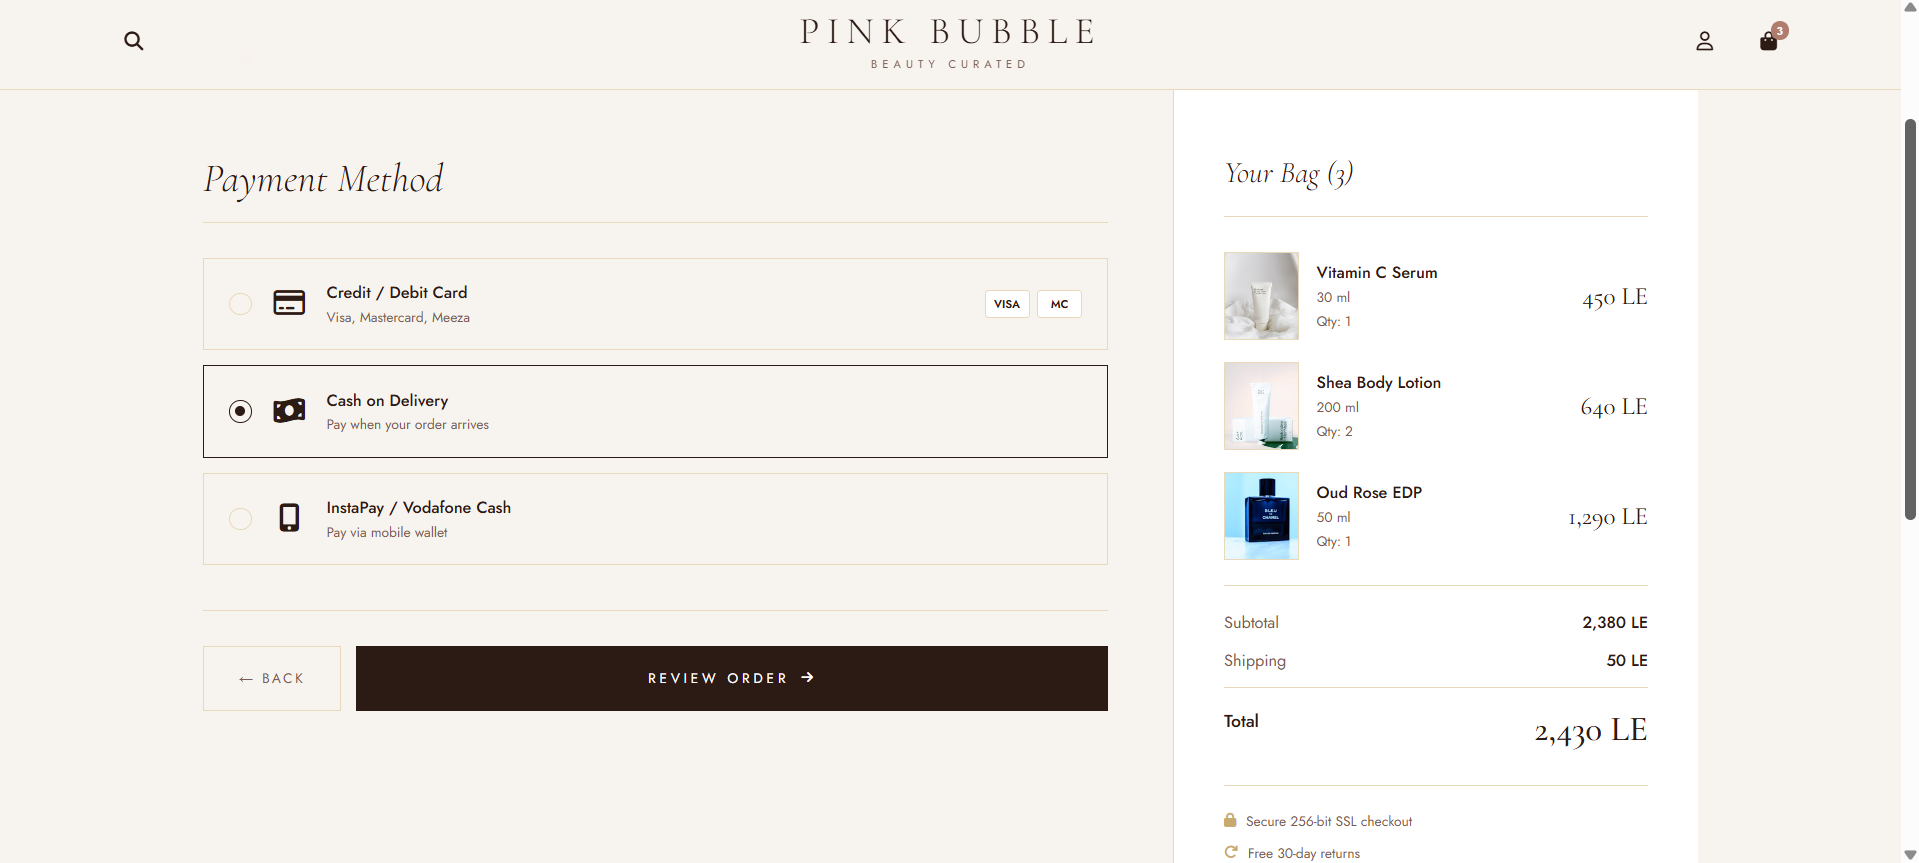 PINK BUBBLE
BEAUTY CURATED
3
Payment Method
Credit / Debit Card
Visa, Mastercard, Meeza
VISA
MC
Cash on Delivery
Pay when your order arrives
InstaPay / Vodafone Cash
Pay via mobile wallet
← BACK
REVIEW ORDER →
Your Bag (3)
Vitamin C Serum
30 ml
Qty: 1
450 LE
Shea Body Lotion
200 ml
Qty: 2
640 LE
BLEU
CHANEL
Oud Rose EDP
50 ml
Qty: 1
1,290 LE
Subtotal
2,380 LE
Shipping
50 LE
Total
2,430 LE
Secure 256-bit SSL checkout
Free 30-day returns